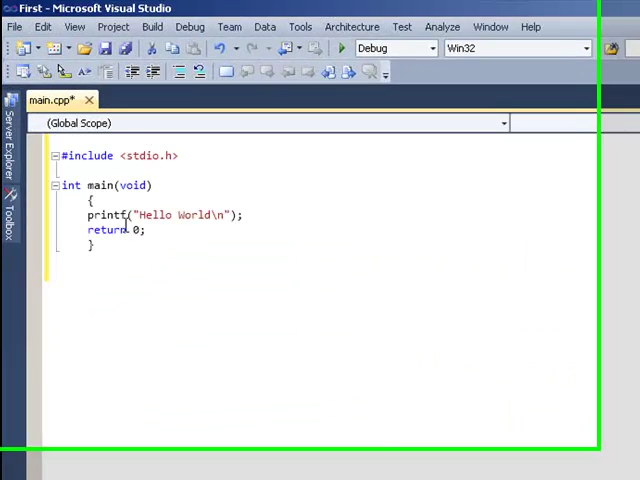 First - Microsoft Visual Studio
File Edit View Project Build Debug Team Data Tools Architecture Test Analyze Window Help
Debug Win32
main.cpp*
(Global Scope)
Server Explorer
Toolbox
#include <stdio.h>
int main(void)
{
printf("Hello World\n");
return 0;
}